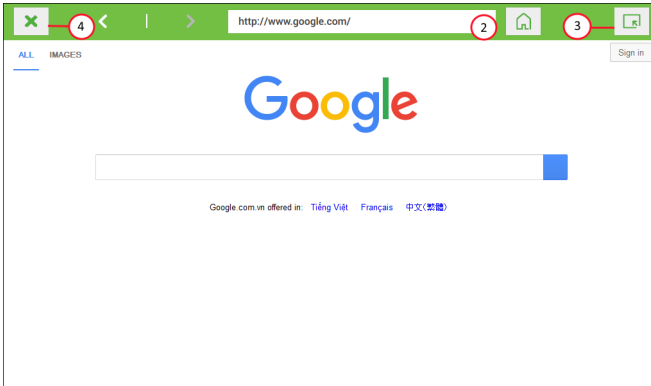 4
http://www.google.com/
2
3
ALL IMAGES
Sign in
Google
Google.com.vn offered in: Tiếng Việt Français 中文(繁體)